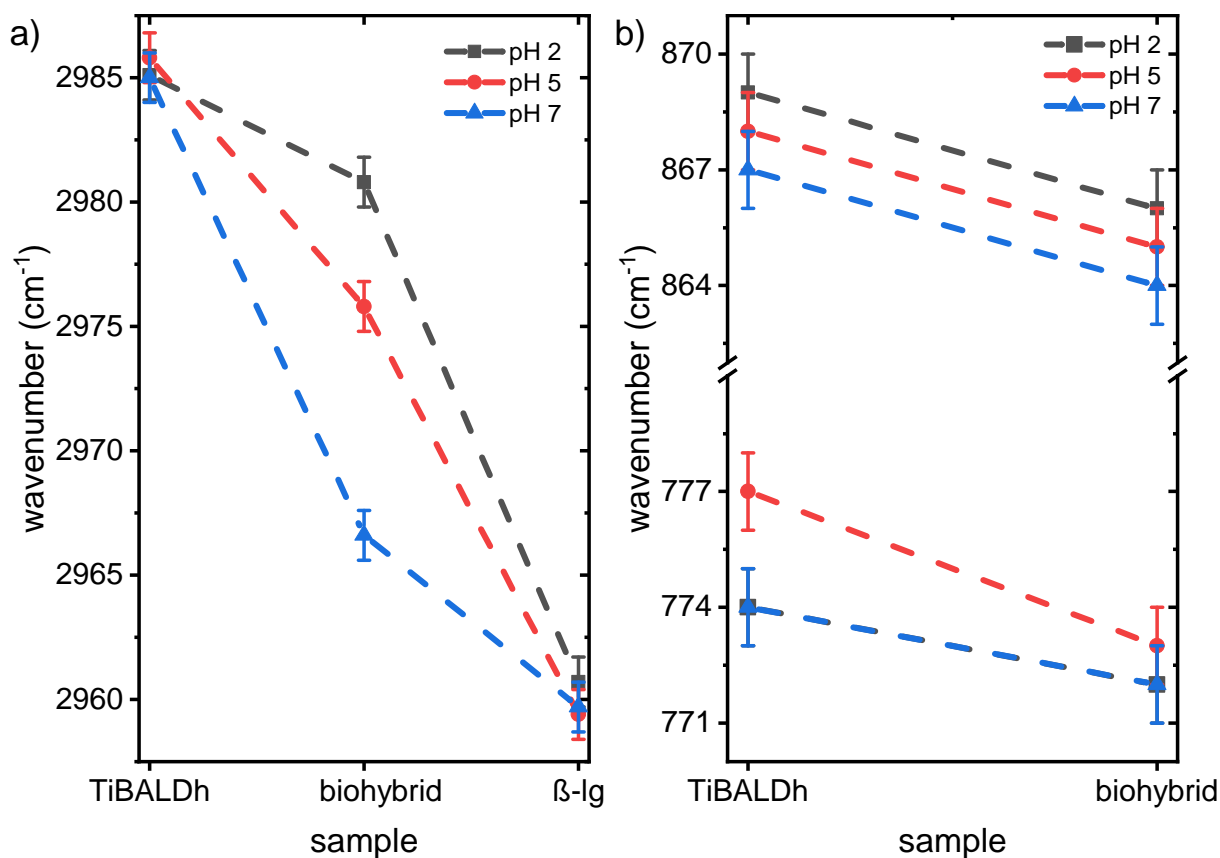 a)
pH 2
pH 5
pH 7
2985
2980
2975
2970
2965
2960
wavenumber (cm⁻¹)
TiBALDh biohybrid ß-lg
sample
b)
pH 2
pH 5
pH 7
870
867
864
777
774
771
wavenumber (cm⁻¹)
TiBALDh biohybrid
sample